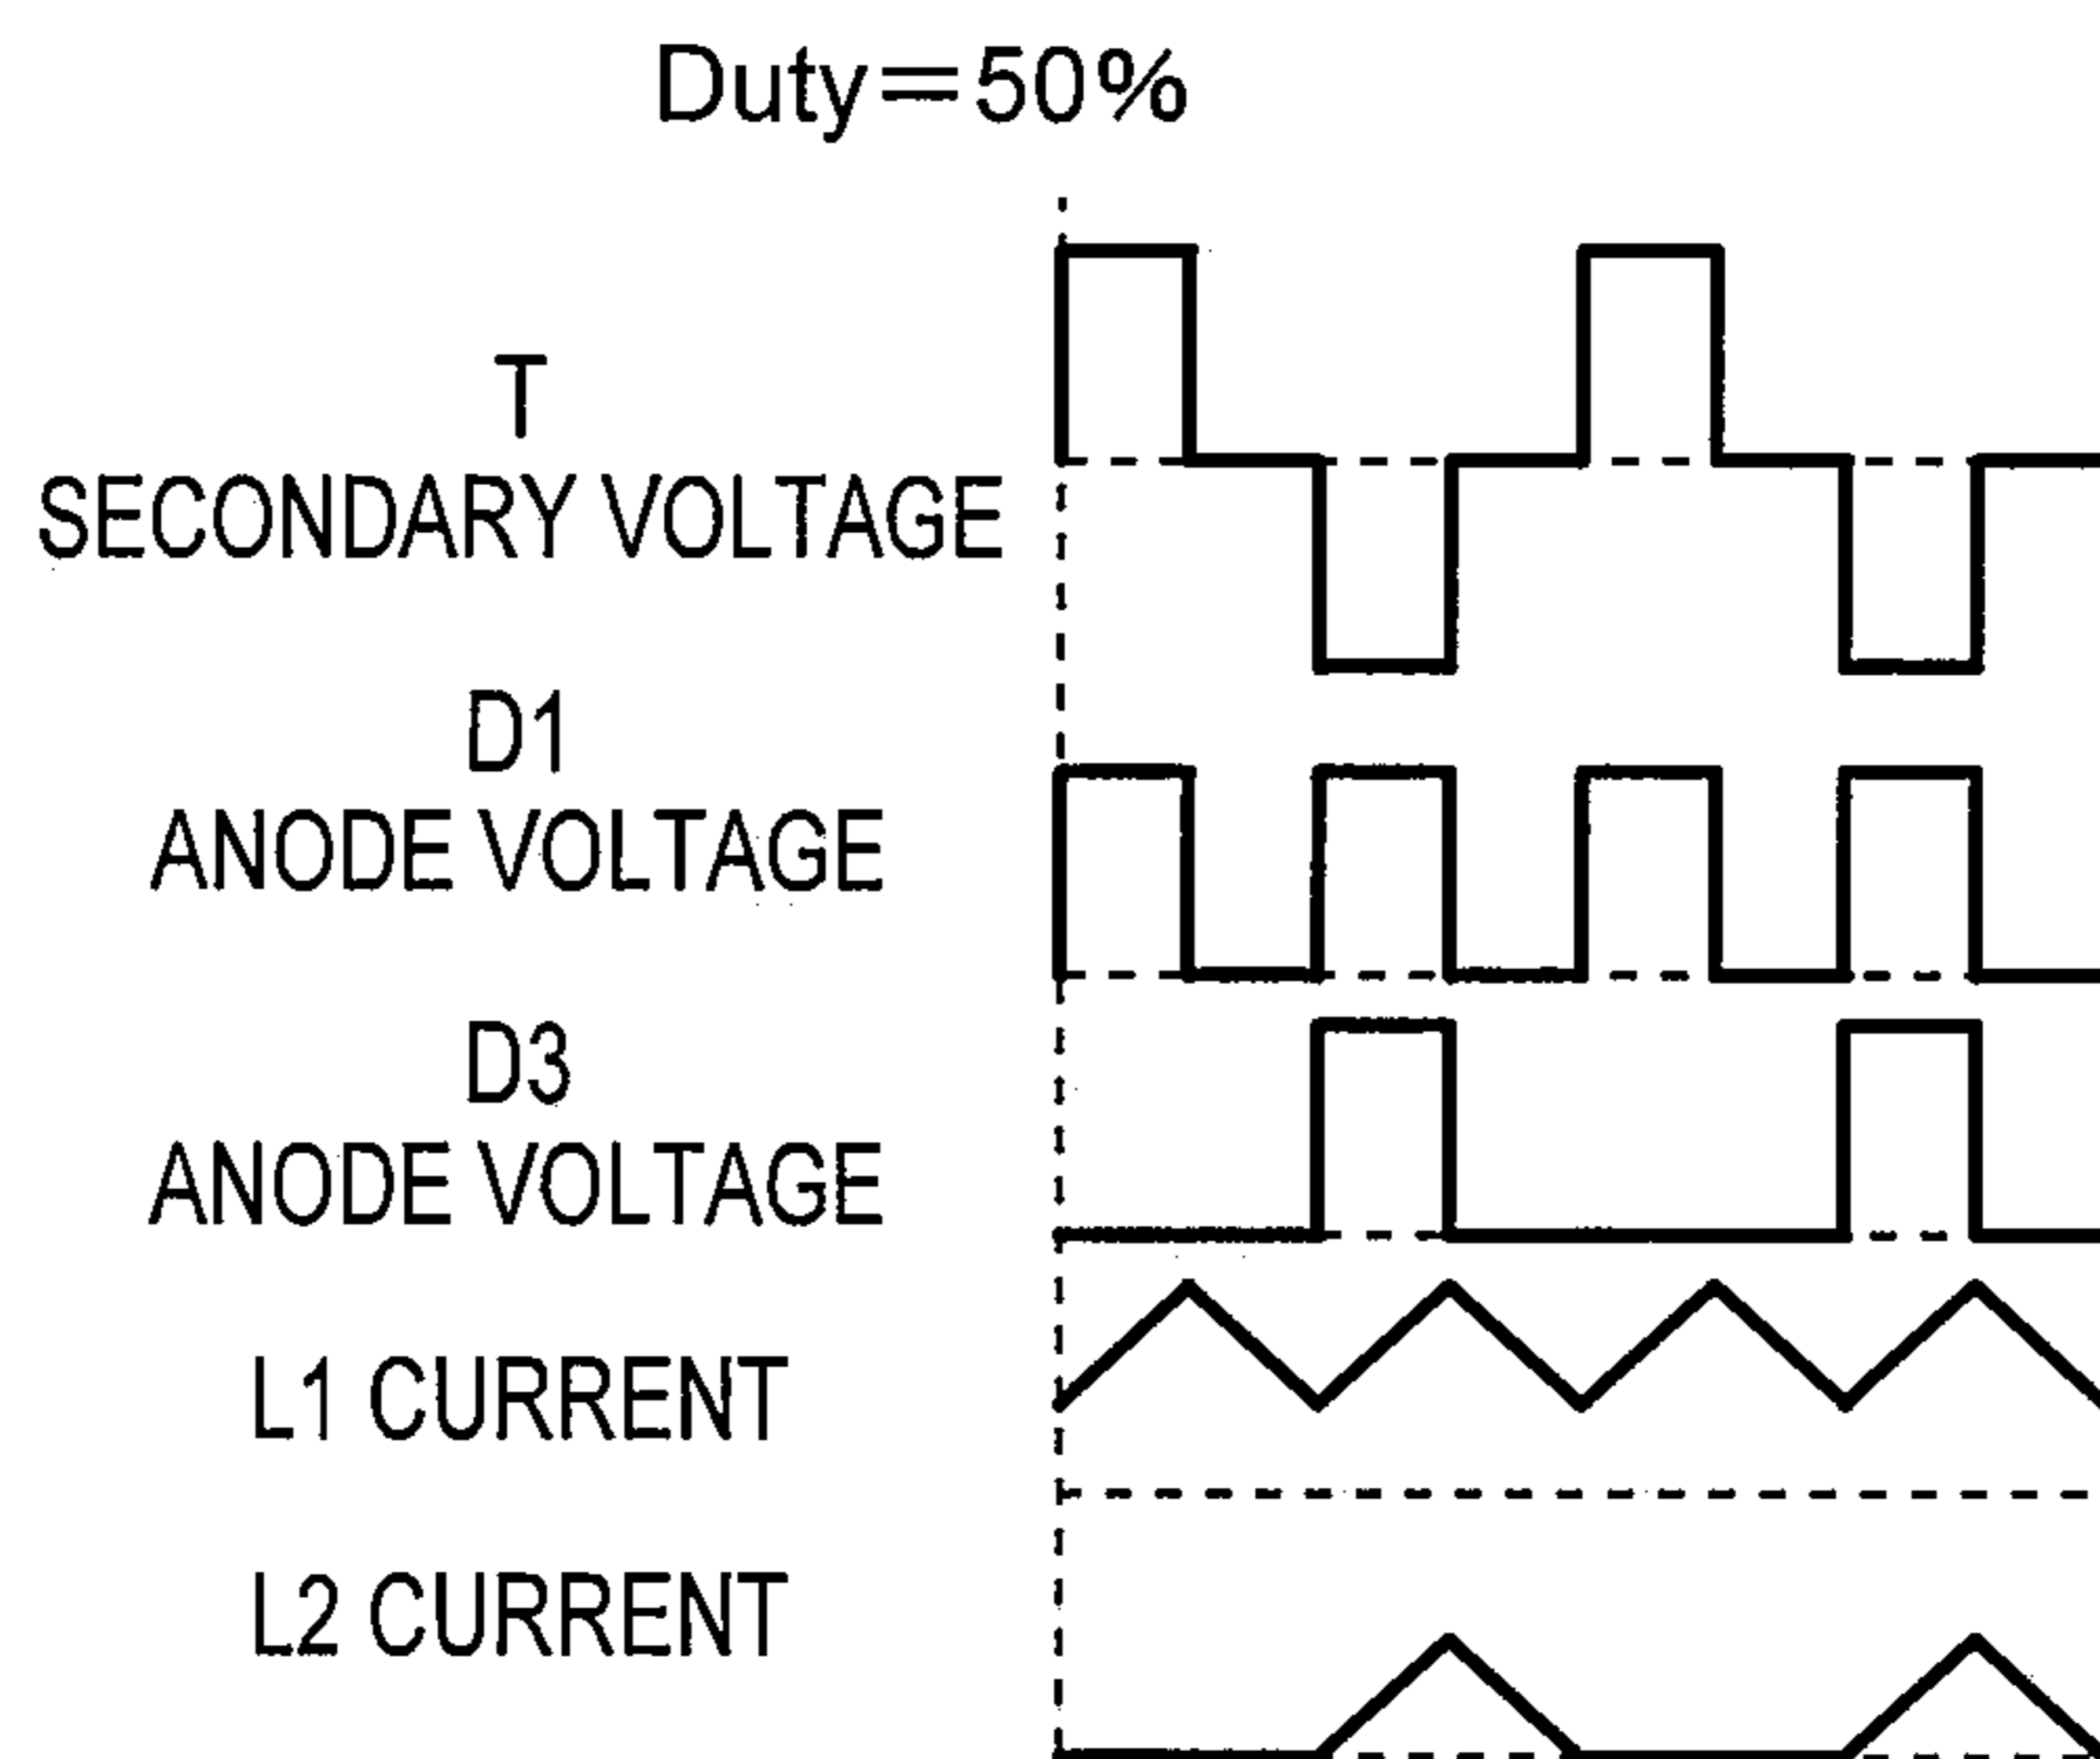 Duty=50%
T
SECONDARY VOLTAGE
D1
ANODE VOLTAGE
D3
ANODE VOLTAGE
L1 CURRENT
L2 CURRENT